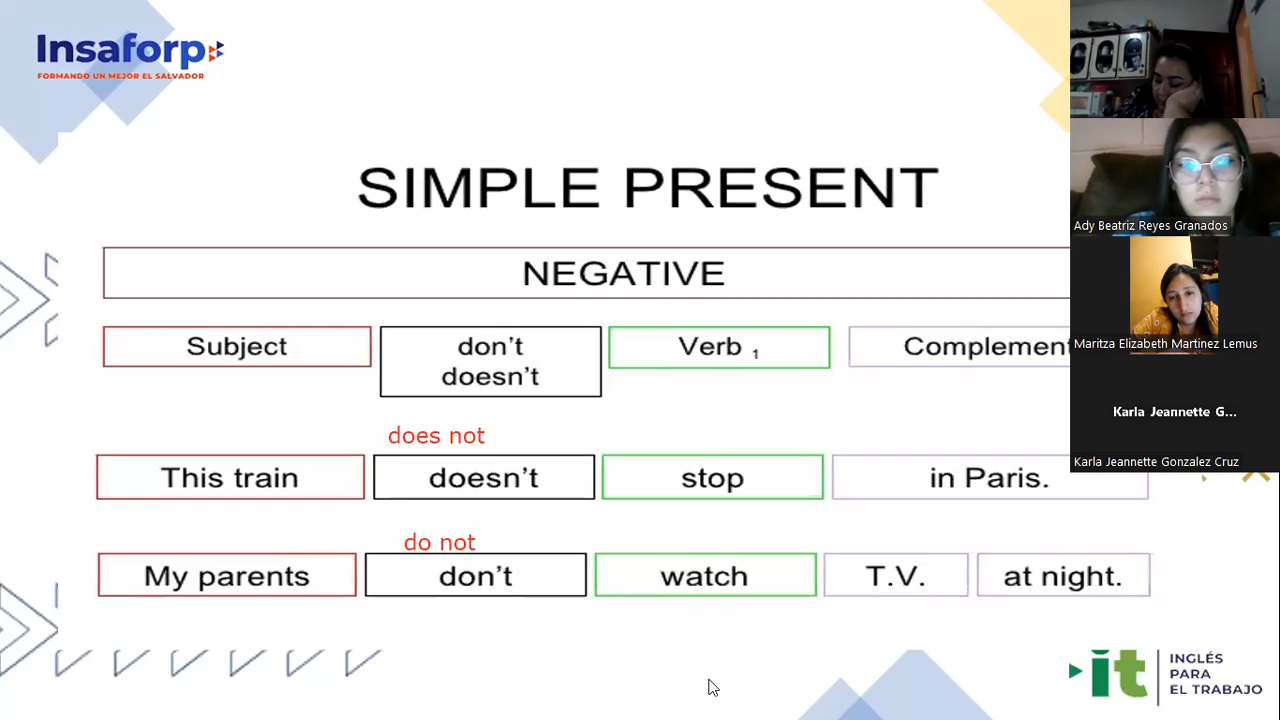 Insaforp
FORMANDO UN MEJOR EL SALVADOR
SIMPLE PRESENT
NEGATIVE
Subject
don't
doesn't
Verb 1
Complement
does not
This train
doesn't
stop
in Paris.
do not
My parents
don't
watch
T.V.
at night.
Ady Beatriz Reyes Granados
Maritza Elizabeth Martinez Lemus
Karla Jeannette G...
Karla Jeannette Gonzalez Cruz
it
INGLÉS
PARA
EL TRABAJO